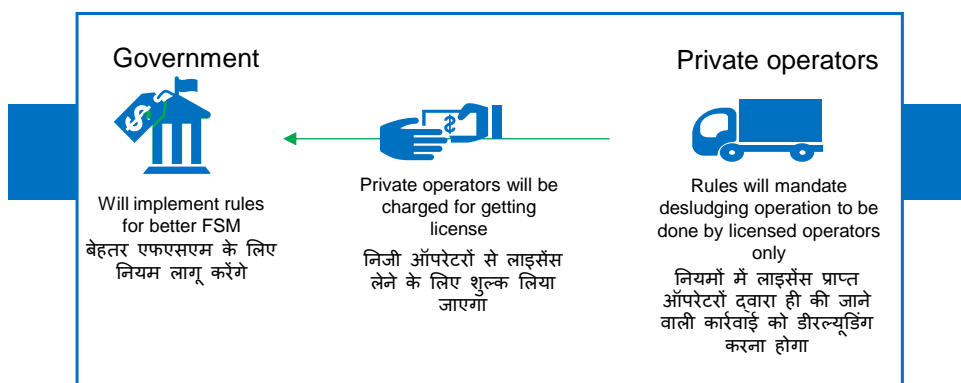 Government
Will implement rules
for better FSM
बेहतर एफएसएम के लिए
नियम लागू करेंगे
$
Private operators will be
charged for getting
license
निजी ऑपरेटरों से लाइसेंस
लेने के लिए शुल्क लिया
जाएगा
$
Private operators
Rules will mandate
desludging operation to be
done by licensed operators
only
नियमों में लाइसेंस प्राप्त
ऑपरेटरों द्वारा ही की जाने
वाली कार्रवाई को डीरल्यूडिंग
करना होगा